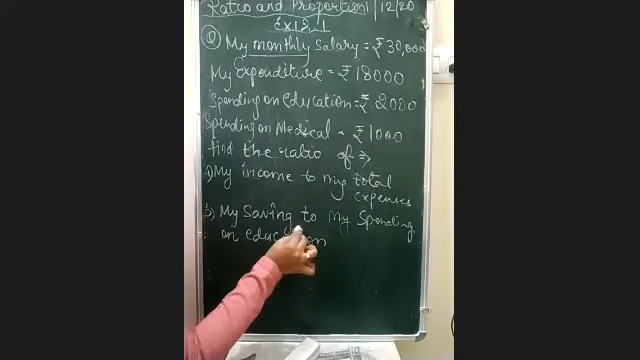 Ratio and Proportion 1/12/20
Ex 12.1
Q My monthly Salary = ₹ 30,000
My Expenditure = ₹ 18000
Spending on Education = ₹ 2000
Spending on Medical = ₹ 1000
find the ratio of ⇒
a) My income to my total
expenses
b) My Saving to My Spending
on education